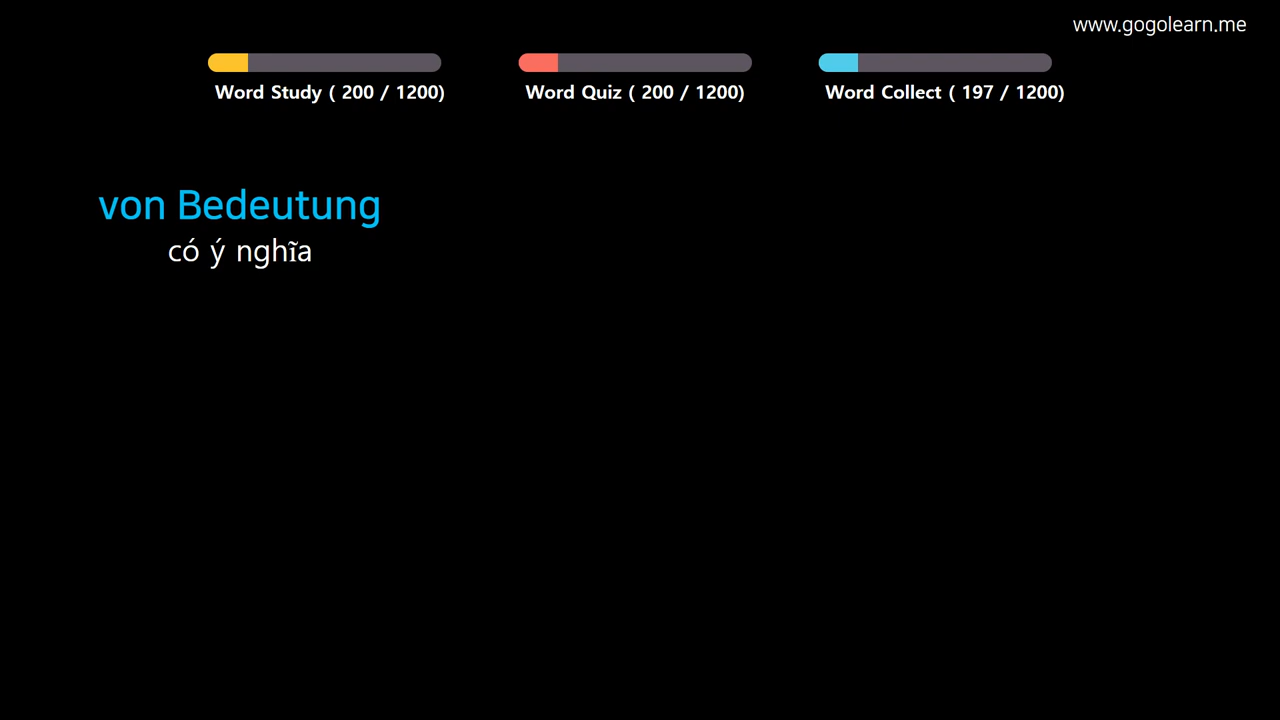 www.gogolearn.me
Word Study ( 200 / 1200)
Word Quiz ( 200 / 1200)
Word Collect ( 197 / 1200)
von Bedeutung
có ý nghĩa